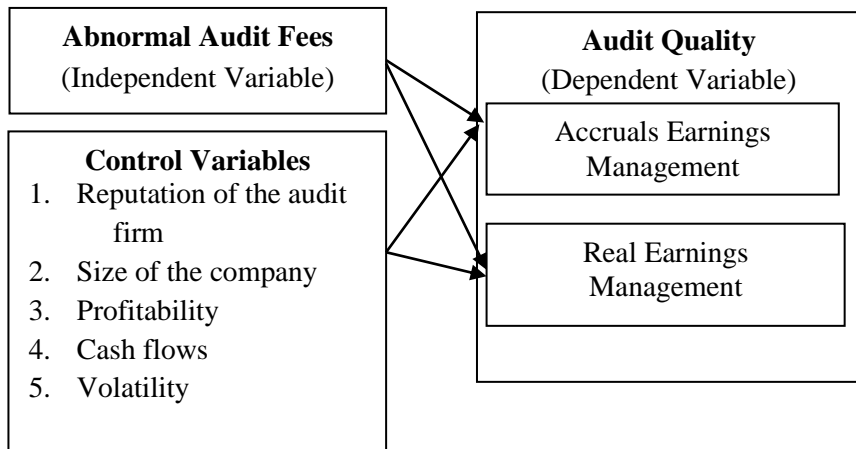 Abnormal Audit Fees
(Independent Variable)
Control Variables
1. Reputation of the audit
firm
2. Size of the company
3. Profitability
4. Cash flows
5. Volatility
Audit Quality
(Dependent Variable)
Accruals Earnings
Management
Real Earnings
Management